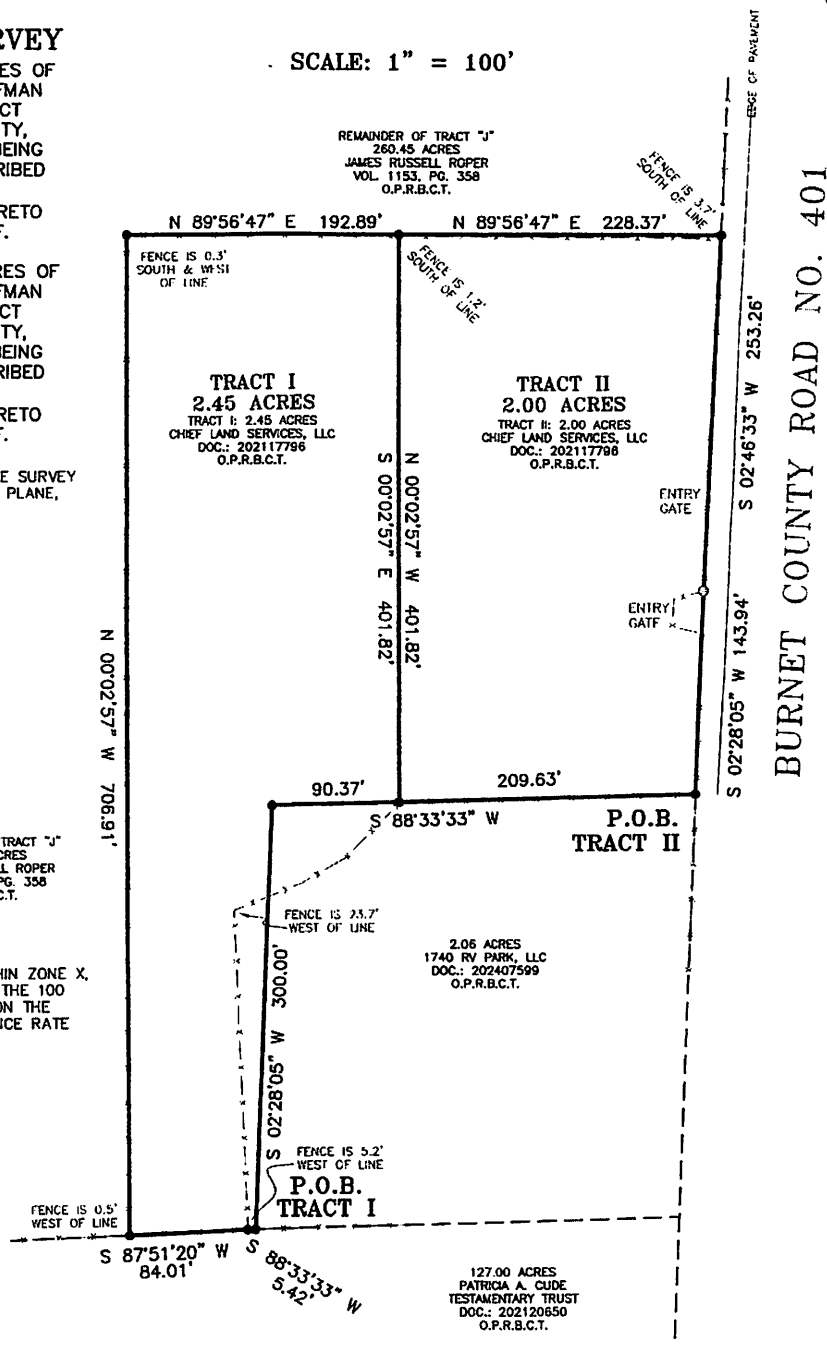 RVEY
ES OF
FMAN
CT
TY,
BEING
RIBED
RETO
F.
RES OF
FMAN
CT
TY,
BEING
RIBED
RETO
F.
E SURVEY
PLANE,
SCALE: 1" = 100'
EDGE OF PAVEMENT
REMAINDER OF TRACT "J"
260.45 ACRES
JAMES RUSSELL ROPER
VOL. 1153, PG. 358
O.P.R.B.C.T.
FENCE IS 3.7'
SOUTH OF LINE
N 89°56'47" E 192.89'
N 89°56'47" E 228.37'
FENCE IS 0.3'
SOUTH & WEST
OF LINE
FENCE IS 1.2'
SOUTH OF LINE
TRACT I
2.45 ACRES
TRACT I: 2.45 ACRES
CHIEF LAND SERVICES, LLC
DOC.: 202117796
O.P.R.B.C.T.
TRACT II
2.00 ACRES
TRACT II: 2.00 ACRES
CHIEF LAND SERVICES, LLC
DOC.: 202117796
O.P.R.B.C.T.
S 02°46'33" W 253.26'
BURNET COUNTY ROAD NO. 401
N 00°02'57" W 401.82'
S 00°02'57" E 401.82'
ENTRY
GATE
ENTRY
GATE
S 02°28'05" W 143.94'
N 00°02'57" W 706.91'
90.37'
209.63'
S 88°33'33" W
P.O.B.
TRACT II
TRACT "J"
CRES
LL ROPER
PG. 358
C.T.
FENCE IS 23.7'
WEST OF LINE
2.06 ACRES
1740 RV PARK, LLC
DOC.: 202407599
O.P.R.B.C.T.
HIN ZONE X,
THE 100
ON THE
NCE RATE
S 02°28'05" W 300.00'
FENCE IS 5.2'
WEST OF LINE
P.O.B.
TRACT I
FENCE IS 0.5'
WEST OF LINE
S 87°51'20" W
84.01'
S 88°33'33" W
5.42'
127.00 ACRES
PATRICIA A. CUDE
TESTAMENTARY TRUST
DOC.: 202120650
O.P.R.B.C.T.